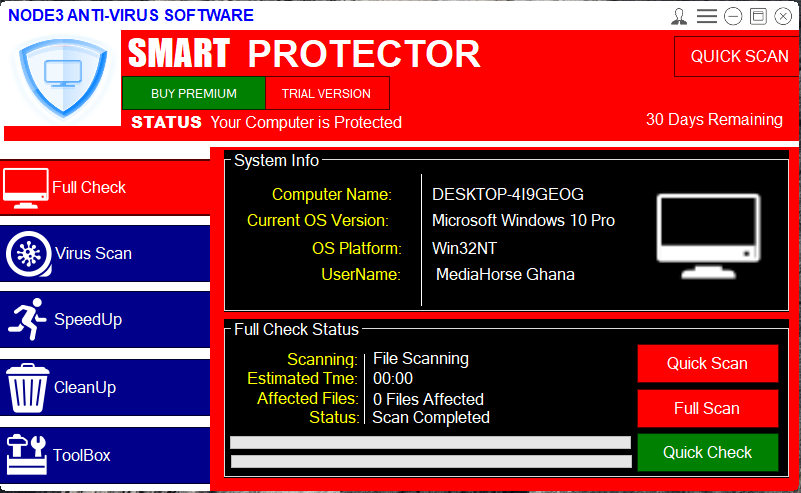 NODE3 ANTI-VIRUS SOFTWARE
SMART PROTECTOR
QUICK SCAN
BUY PREMIUM
TRIAL VERSION
STATUS Your Computer is Protected
30 Days Remaining
Full Check
Virus Scan
SpeedUp
CleanUp
ToolBox
System Info
Computer Name: DESKTOP-4I9GEOG
Current OS Version: Microsoft Windows 10 Pro
OS Platform: Win32NT
UserName: MediaHorse Ghana
Full Check Status
Scanning: File Scanning
Estimated Tme: 00:00
Affected Files: 0 Files Affected
Status: Scan Completed
Quick Scan
Full Scan
Quick Check